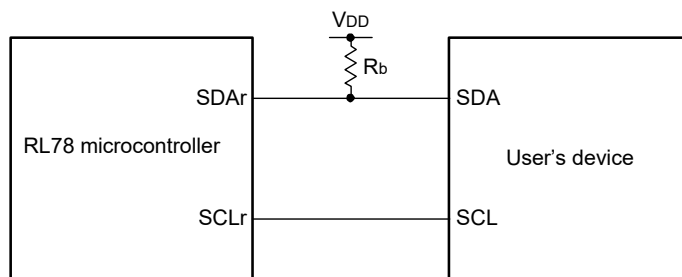 VDD
Rb
SDAr
SDA
RL78 microcontroller
User's device
SCLr
SCL